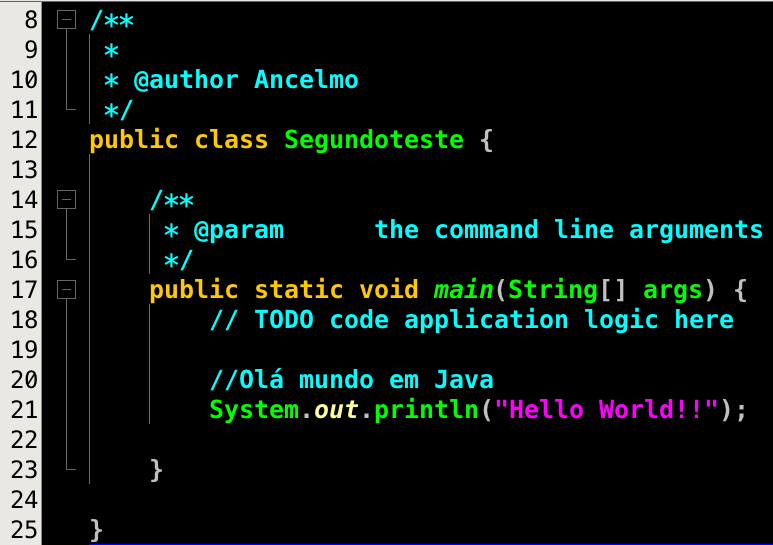 8 /**
9  *
10  * @author Ancelmo
11  */
12 public class Segundoteste {
13
14     /**
15      * @param      the command line arguments
16      */
17     public static void main(String[] args) {
18         // TODO code application logic here
19
20         //Olá mundo em Java
21         System.out.println("Hello World!!");
22
23     }
24
25 }